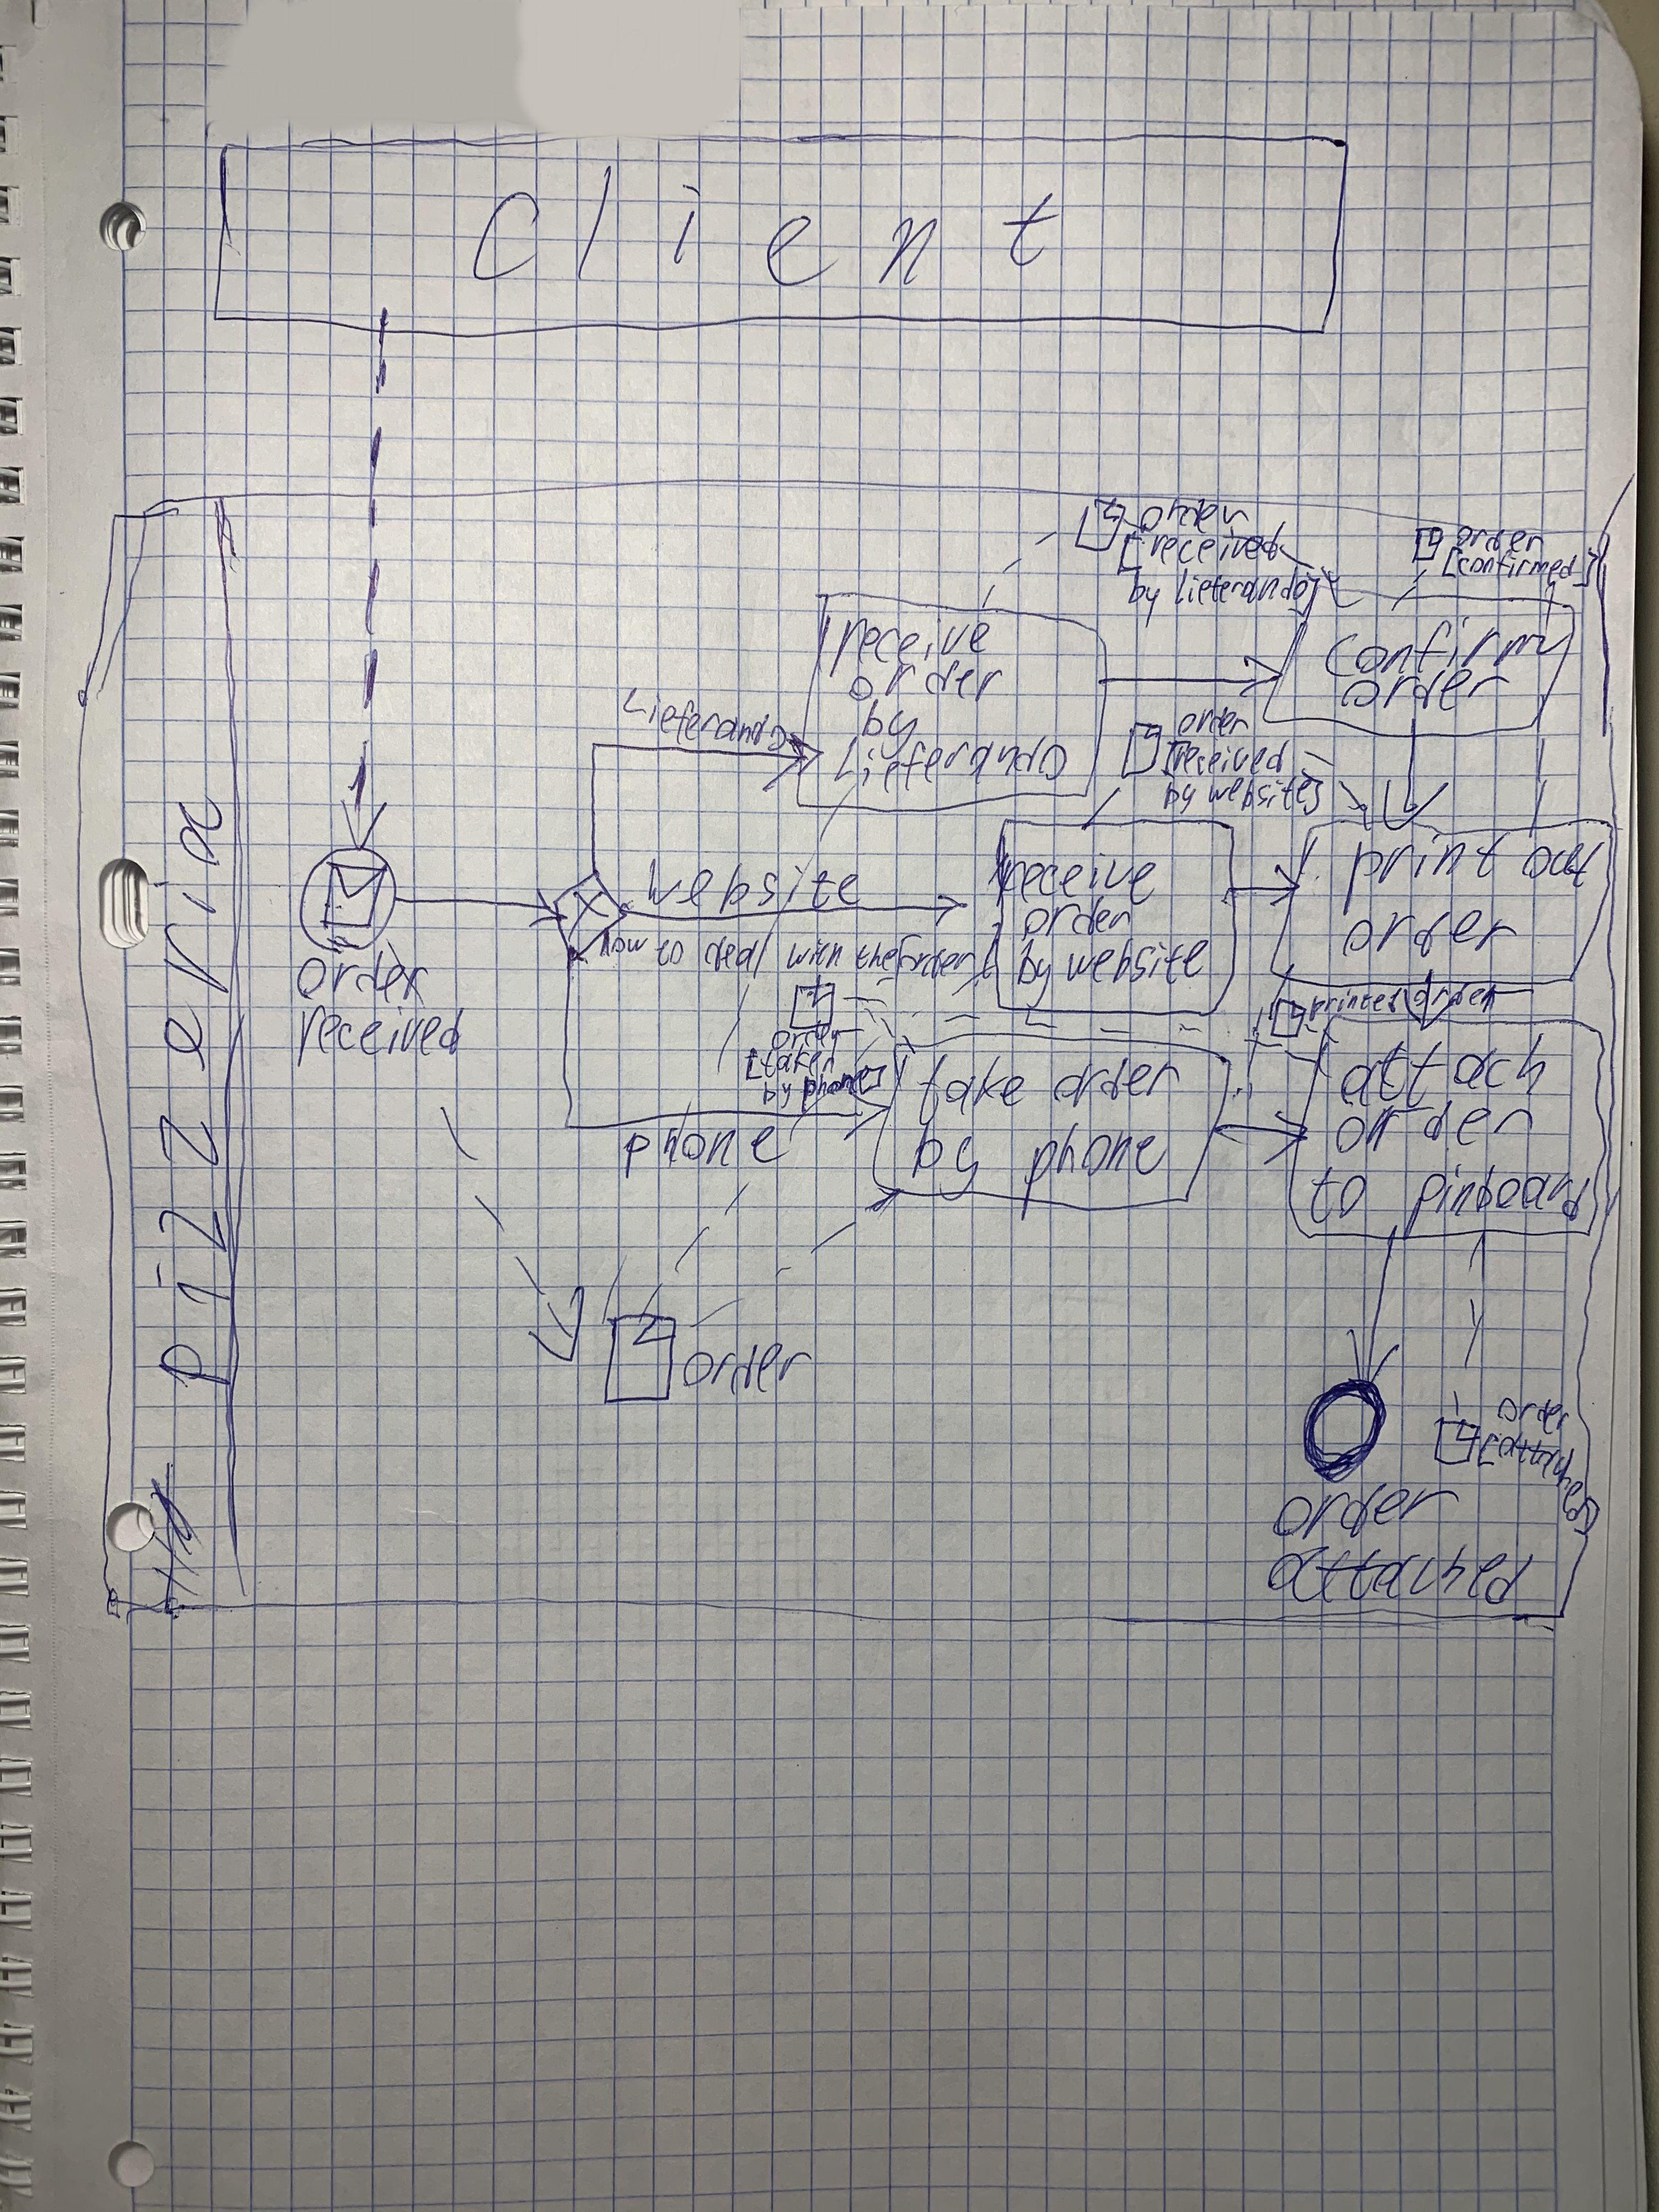 Client
pizzeria
order
[received
by lieferando]
order
[confirmed]
receive
order
by
Lieferando
confirm
order
Lieferando
order
[received
by website]
website
receive
order
by website
print out
order
how to deal with the order
order
received
printed order
order
[taken
by phone]
take order
by phone
attach
order
to pinboard
phone
order
order
[attached]
order
attached